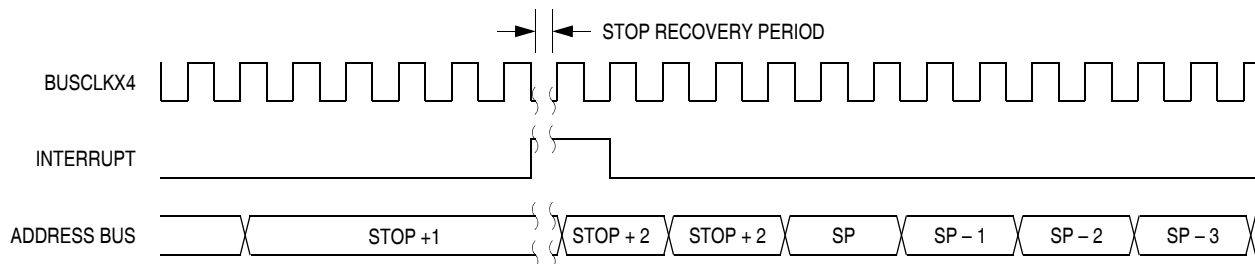 STOP RECOVERY PERIOD
BUSCLKX4
INTERRUPT
ADDRESS BUS STOP +1 STOP + 2 STOP + 2 SP SP – 1 SP – 2 SP – 3